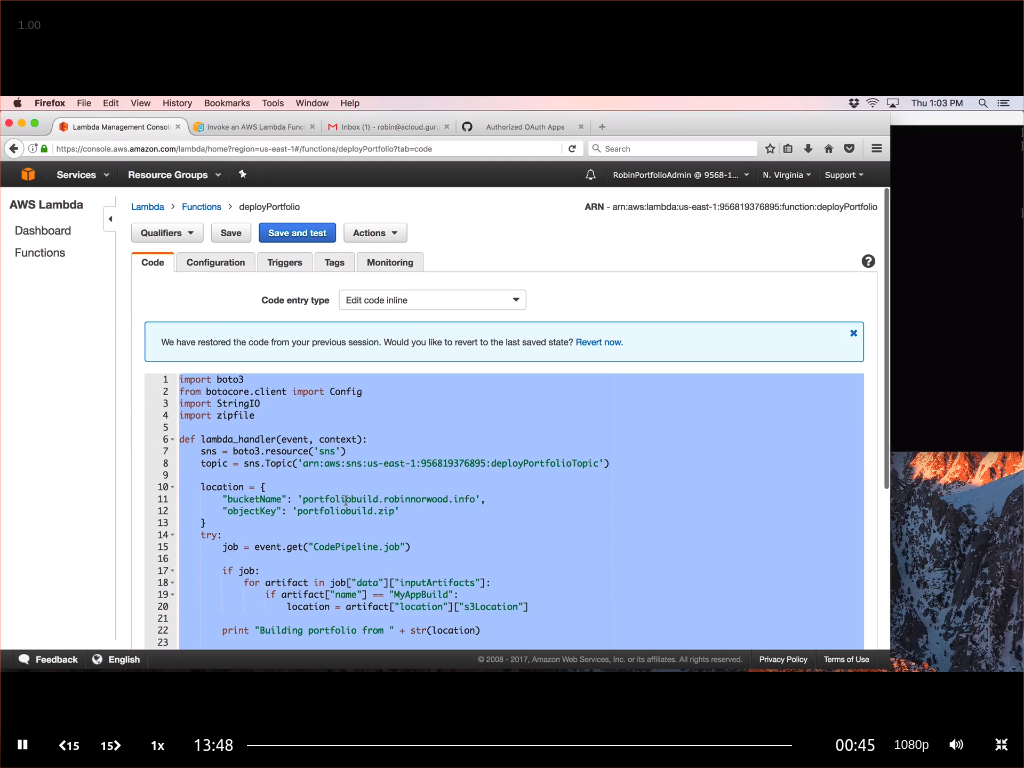 1.00
Firefox File Edit View History Bookmarks Tools Window Help Thu 1:03 PM
Lambda Management Consol × Invoke an AWS Lambda Func × Inbox (1) - robin@acloud.gur × Authorized OAuth Apps × +
https://console.aws.amazon.com/lambda/home?region=us-east-1#/functions/deployPortfolio?tab=code Search
Services Resource Groups RobinPortfolioAdmin @ 9568-1... N. Virginia Support
AWS Lambda
Dashboard
Functions
Lambda > Functions > deployPortfolio ARN - arn:aws:lambda:us-east-1:956819376895:function:deployPortfolio
Qualifiers Save Save and test Actions
Code Configuration Triggers Tags Monitoring ?
Code entry type Edit code inline
We have restored the code from your previous session. Would you like to revert to the last saved state? Revert now.
1 import boto3
2 from botocore.client import Config
3 import StringIO
4 import zipfile
5
6 def lambda_handler(event, context):
7 sns = boto3.resource('sns')
8 topic = sns.Topic('arn:aws:sns:us-east-1:956819376895:deployPortfolioTopic')
9
10 location = {
11 "bucketName": 'portfoliobuild.robinnorwood.info',
12 "objectKey": 'portfoliobuild.zip'
13 }
14 try:
15 job = event.get("CodePipeline.job")
16
17 if job:
18 for artifact in job["data"]["inputArtifacts"]:
19 if artifact["name"] == "MyAppBuild":
20 location = artifact["location"]["s3Location"]
21
22 print "Building portfolio from " + str(location)
23
Feedback English © 2008 - 2017, Amazon Web Services, Inc. or its affiliates. All rights reserved. Privacy Policy Terms of Use
15 15 1x 13:48 00:45 1080p